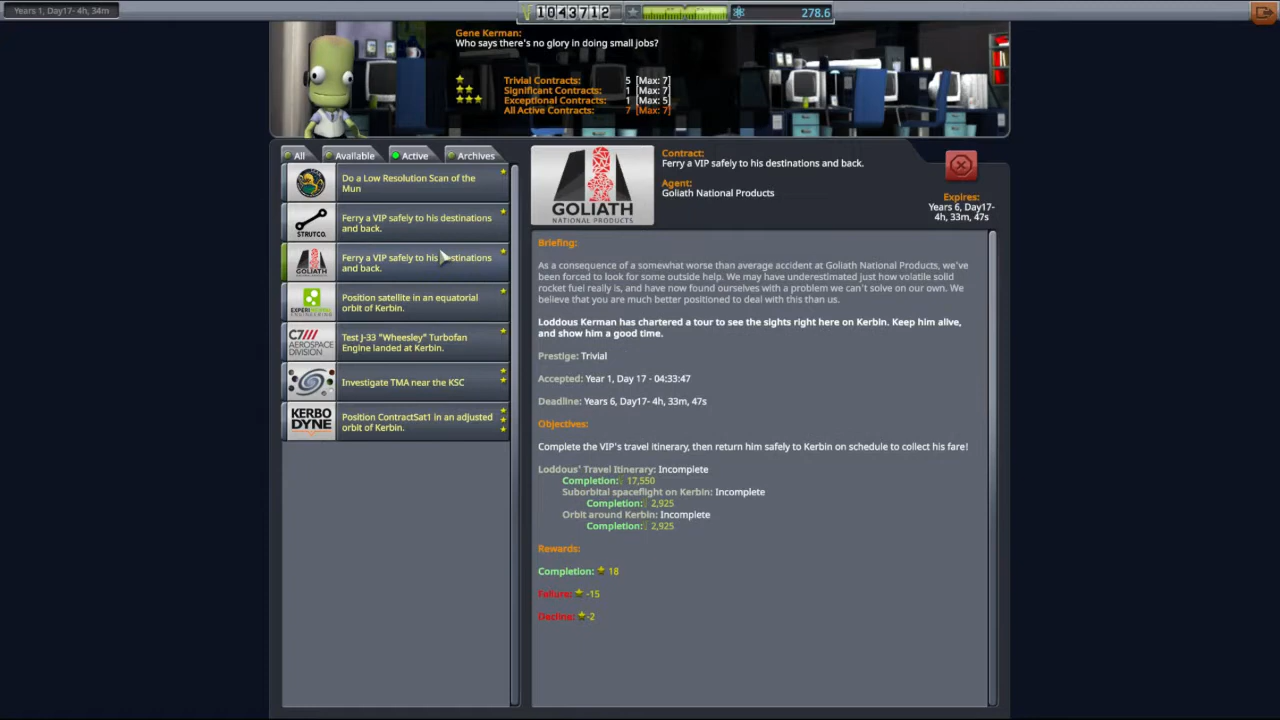 Years 1, Day17- 4h, 34m
1043712
278.6
Gene Kerman:
Who says there's no glory in doing small jobs?
Trivial Contracts: 5 [Max: 7]
Significant Contracts: 1 [Max: 7]
Exceptional Contracts: 1 [Max: 5]
All Active Contracts: 7 [Max: 7]
All
Available
Active
Archives
Do a Low Resolution Scan of the
Mun
STRUTCO.
Ferry a VIP safely to his destinations
and back.
GOLIATH
Ferry a VIP safely to his destinations
and back.
EXPERIMENTAL
ENGINEERING
Position satellite in an equatorial
orbit of Kerbin.
C7
AEROSPACE
DIVISION
Test J-33 "Wheesley" Turbofan
Engine landed at Kerbin.
Investigate TMA near the KSC
KERBO
DYNE
Position ContractSat1 in an adjusted
orbit of Kerbin.
GOLIATH
NATIONAL PRODUCTS
Contract:
Ferry a VIP safely to his destinations and back.
Agent:
Goliath National Products
Expires:
Years 6, Day17-
4h, 33m, 47s
Briefing:
As a consequence of a somewhat worse than average accident at Goliath National Products, we've
been forced to look for some outside help. We may have underestimated just how volatile solid
rocket fuel really is, and have now found ourselves with a problem we can't solve on our own. We
believe that you are much better positioned to deal with this than us.
Loddous Kerman has chartered a tour to see the sights right here on Kerbin. Keep him alive,
and show him a good time.
Prestige: Trivial
Accepted: Year 1, Day 17 - 04:33:47
Deadline: Years 6, Day17- 4h, 33m, 47s
Objectives:
Complete the VIP's travel itinerary, then return him safely to Kerbin on schedule to collect his fare!
Loddous' Travel Itinerary: Incomplete
Completion: 17,550
Suborbital spaceflight on Kerbin: Incomplete
Completion: 2,925
Orbit around Kerbin: Incomplete
Completion: 2,925
Rewards:
Completion: 18
Failure: -15
Decline: -2